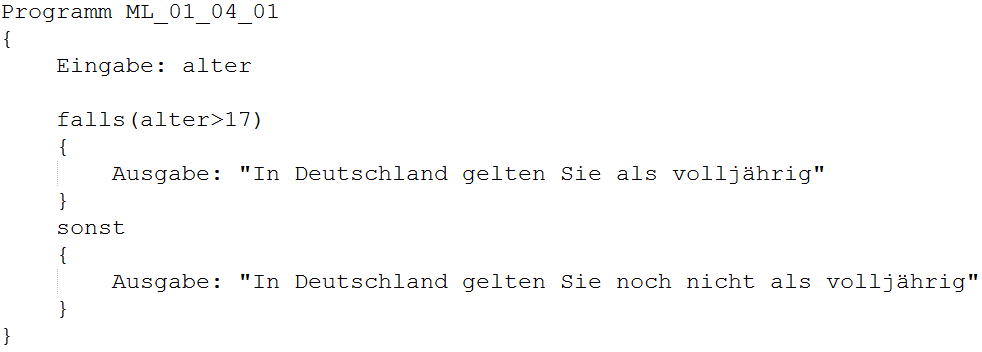 Programm ML_01_04_01
{
    Eingabe: alter

    falls(alter>17)
    {
        Ausgabe: "In Deutschland gelten Sie als volljährig"
    }
    sonst
    {
        Ausgabe: "In Deutschland gelten Sie noch nicht als volljährig"
    }
}